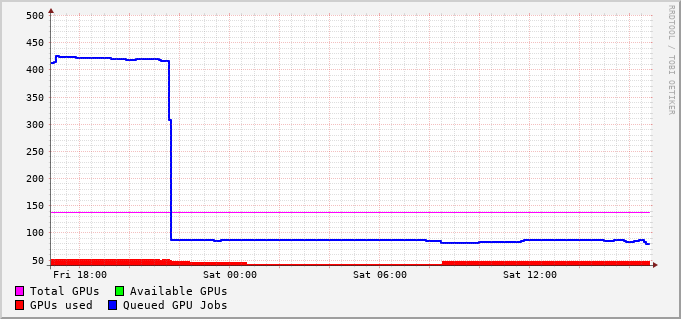 500
450
400
350
300
250
200
150
100
50
Fri 18:00 Sat 00:00 Sat 06:00 Sat 12:00
Total GPUs Available GPUs
GPUs used Queued GPU Jobs
RRDTOOL / TOBI OETIKER